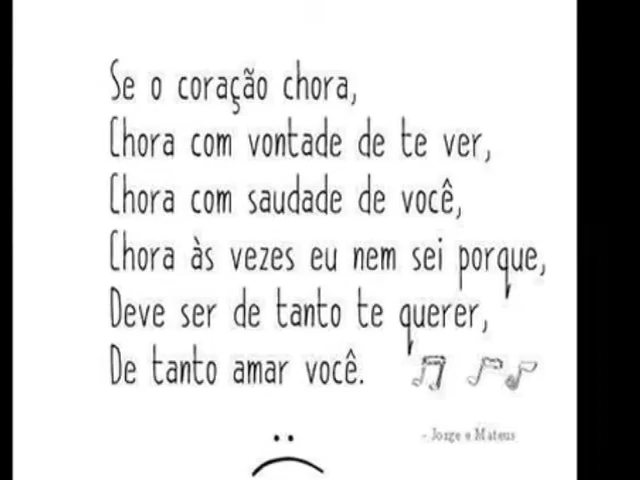 Se o coração chora,
Chora com vontade de te ver,
Chora com saudade de você,
Chora às vezes eu nem sei porque,
Deve ser de tanto te querer,
De tanto amar você.
- Jorge e Mateus